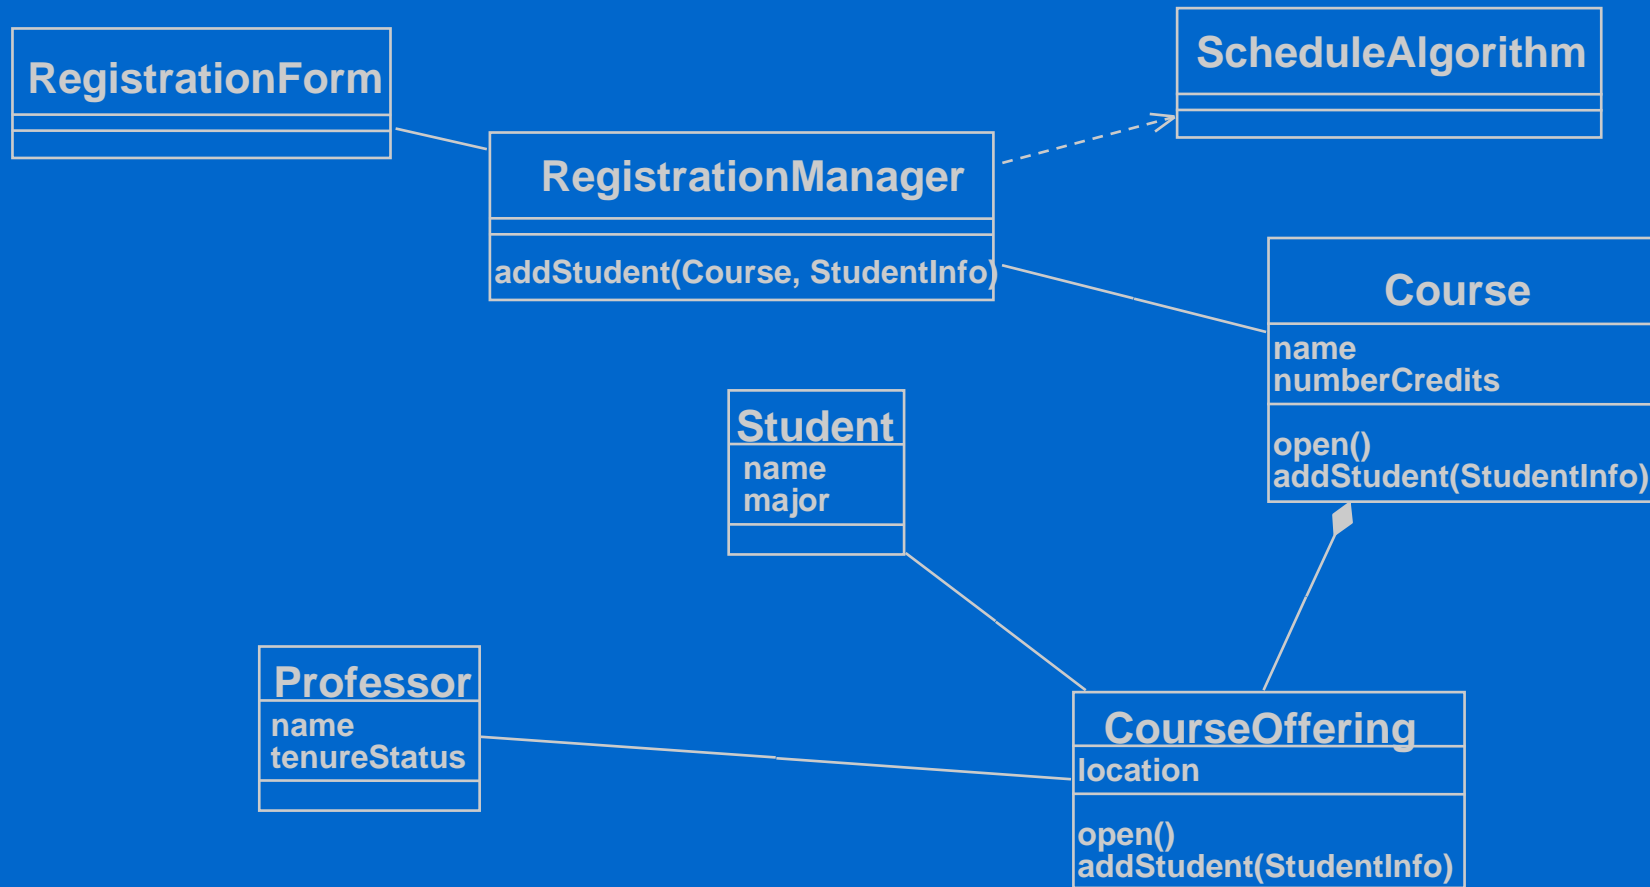 RegistrationForm
ScheduleAlgorithm
RegistrationManager
addStudent(Course, StudentInfo)
Course
name
numberCredits
open()
addStudent(StudentInfo)
Student
name
major
Professor
name
tenureStatus
CourseOffering
location
open()
addStudent(StudentInfo)